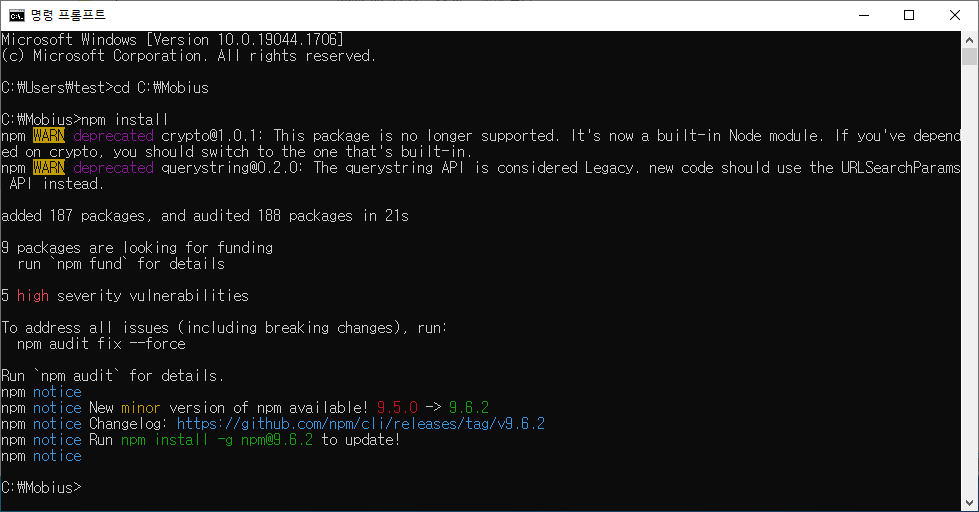 명령 프롬프트
Microsoft Windows [Version 10.0.19044.1706]
(c) Microsoft Corporation. All rights reserved.
C:₩Users₩test>cd C:₩Mobius
C:₩Mobius>npm install
npm WARN deprecated crypto@1.0.1: This package is no longer supported. It's now a built-in Node module. If you've depend
ed on crypto, you should switch to the one that's built-in.
npm WARN deprecated querystring@0.2.0: The querystring API is considered Legacy. new code should use the URLSearchParams
 API instead.
added 187 packages, and audited 188 packages in 21s
9 packages are looking for funding
  run `npm fund` for details
5 high severity vulnerabilities
To address all issues (including breaking changes), run:
  npm audit fix --force
Run `npm audit` for details.
npm notice
npm notice New minor version of npm available! 9.5.0 -> 9.6.2
npm notice Changelog: https://github.com/npm/cli/releases/tag/v9.6.2
npm notice Run npm install -g npm@9.6.2 to update!
npm notice
C:₩Mobius>